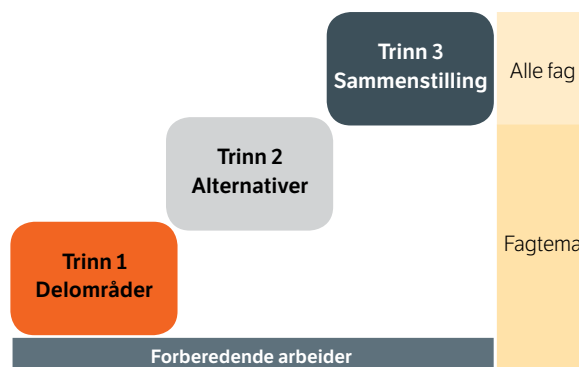 Trinn 3
Sammenstilling
Alle fag
Trinn 2
Alternativer
Fagtema
Trinn 1
Delområder
Forberedende arbeider